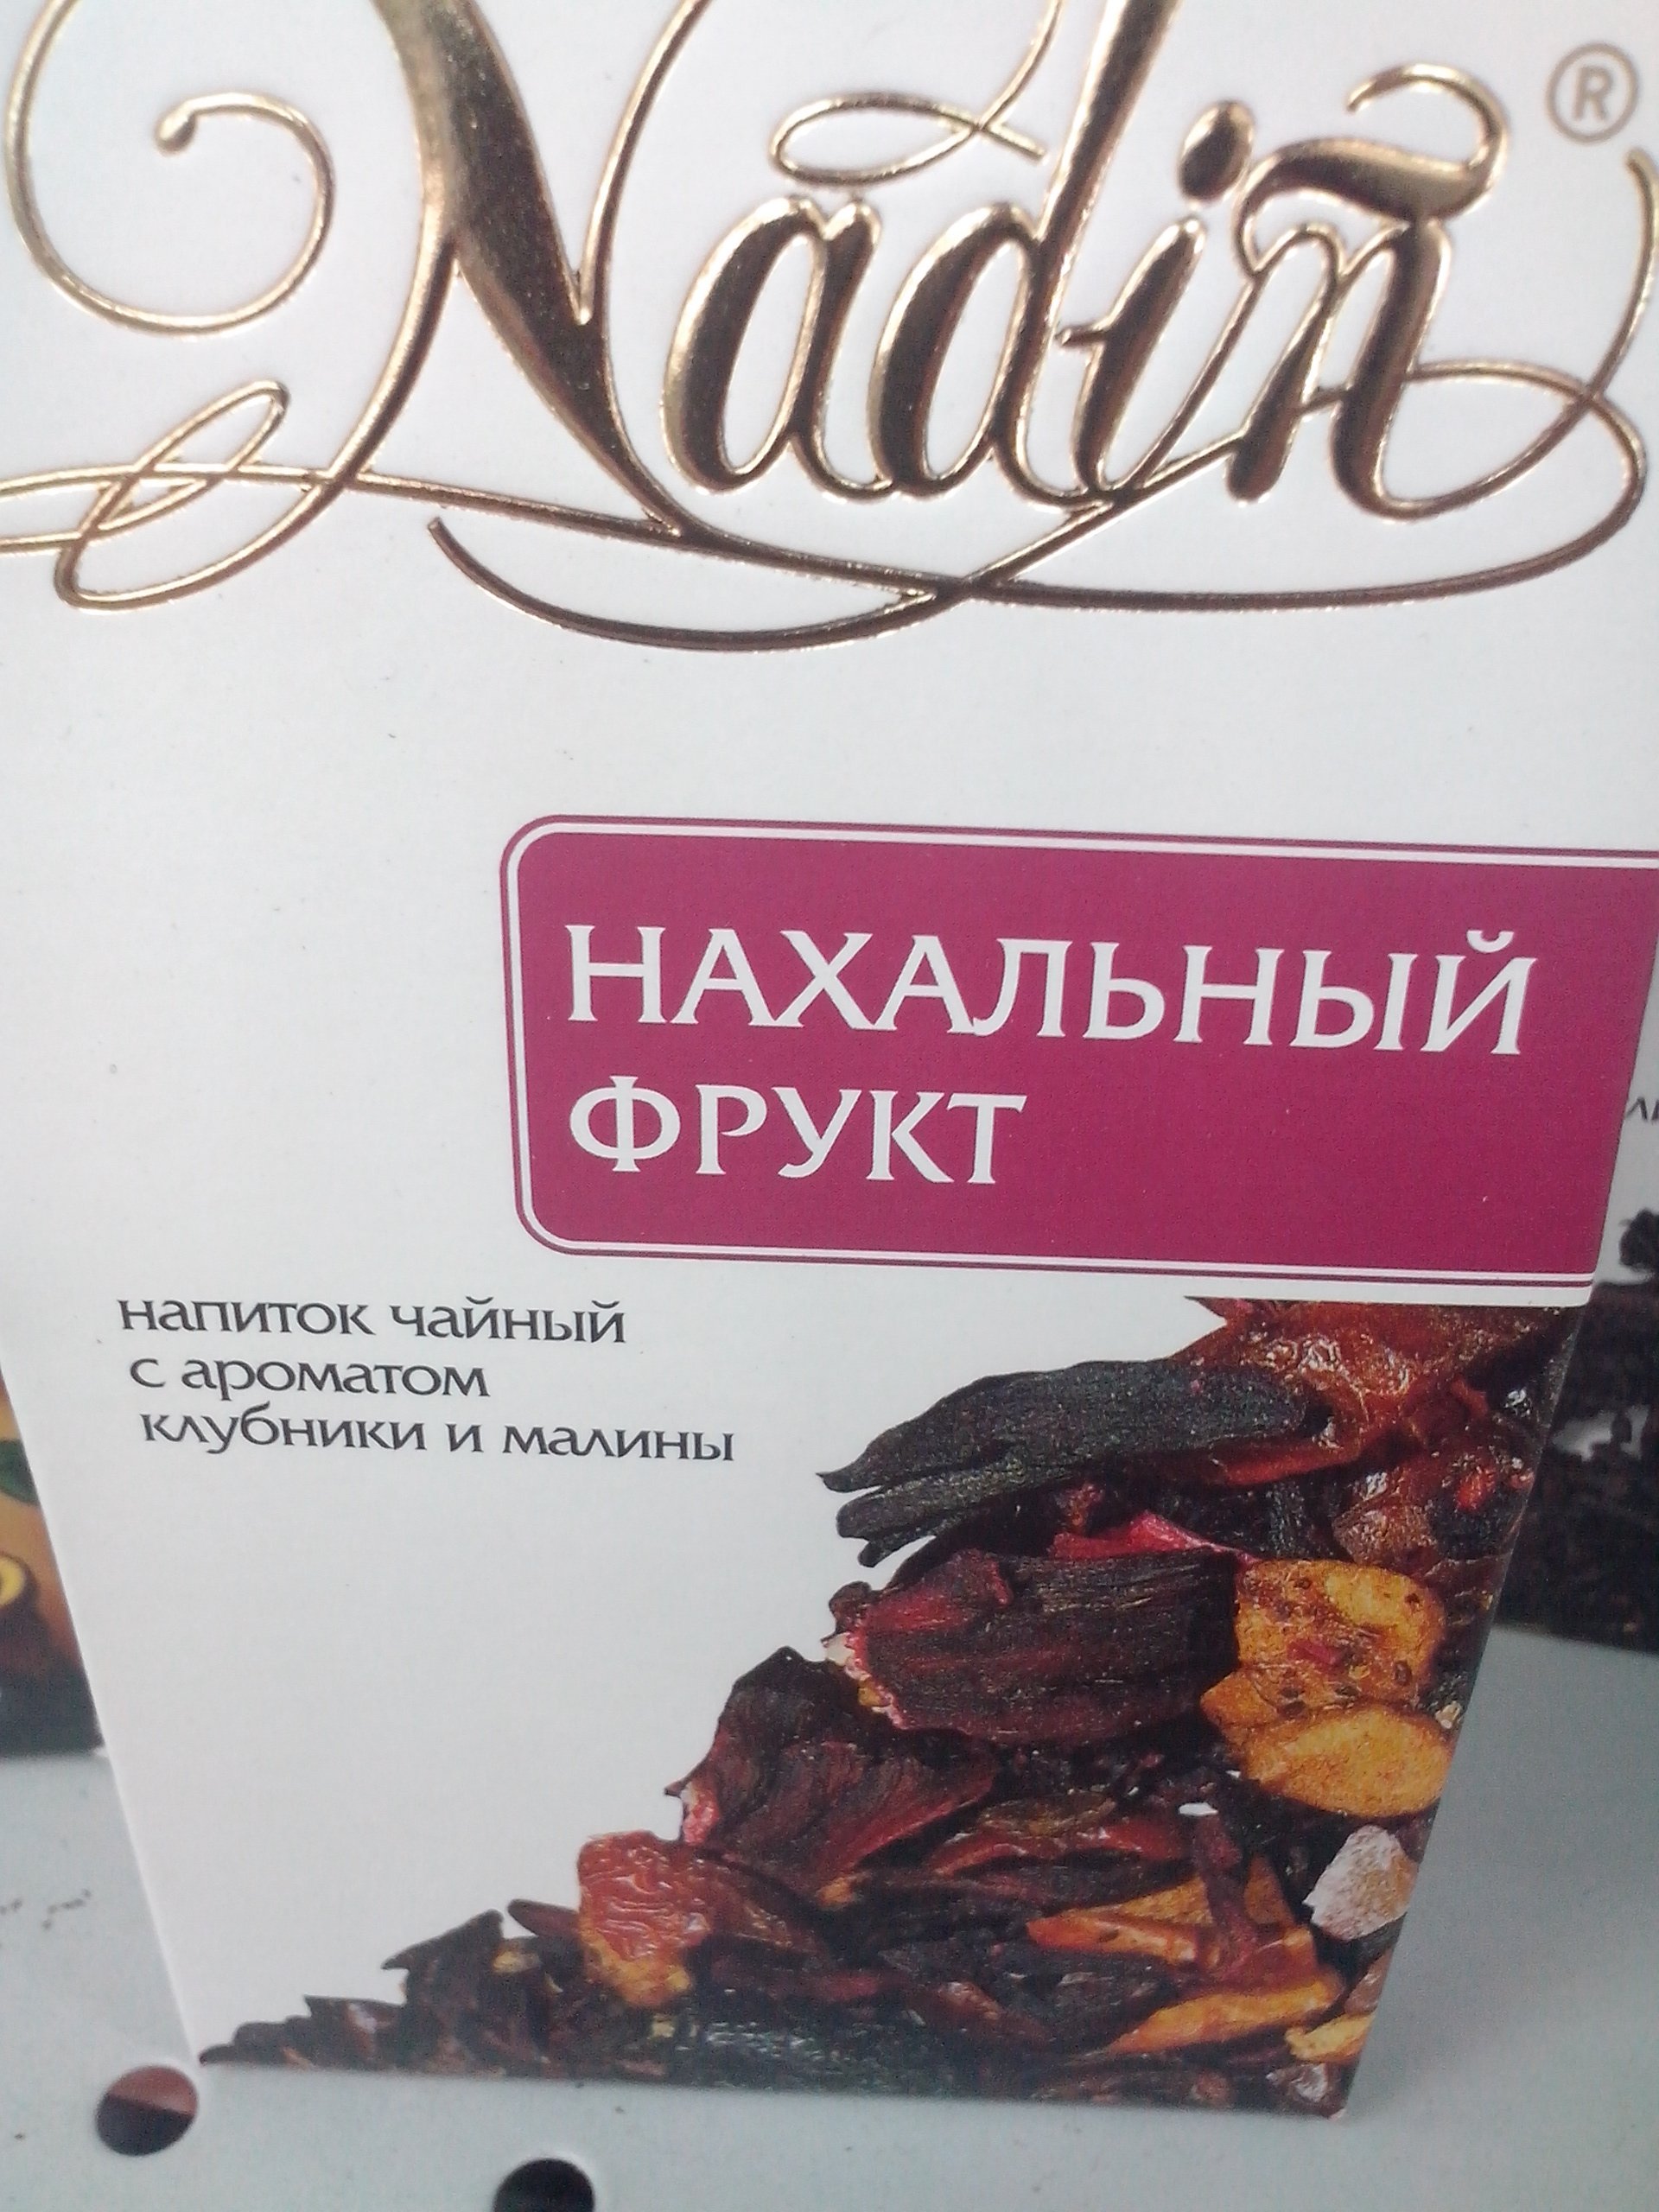 Nadin ®
НАХАЛЬНЫЙ
ФРУКТ
напиток чайный
с ароматом
клубники и малины